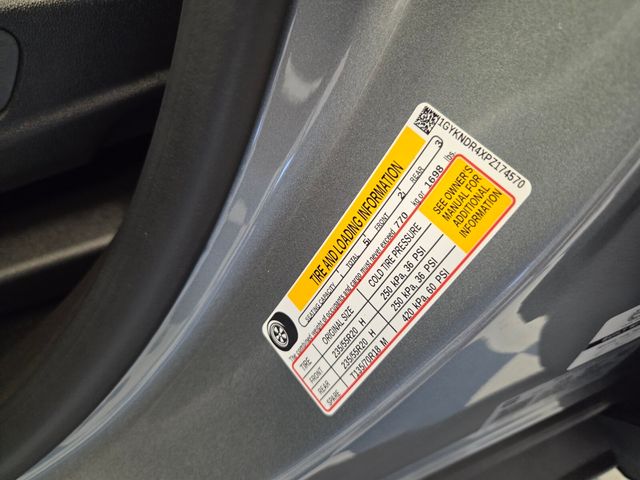 1GYKNDR4XPZ174570
TIRE AND LOADING INFORMATION
SEATING CAPACITY TOTAL 5 FRONT 2 REAR 3
The combined weight of occupants and cargo must never exceed 770 kg or 1698 lbs.
TIRE ORIGINAL SIZE COLD TIRE PRESSURE
FRONT 235/55R20 H 250 kPa, 36 PSI
REAR 235/55R20 H 250 kPa, 36 PSI
SPARE T135/70R18 M 420 kPa, 60 PSI
SEE OWNER'S
MANUAL FOR
ADDITIONAL
INFORMATION